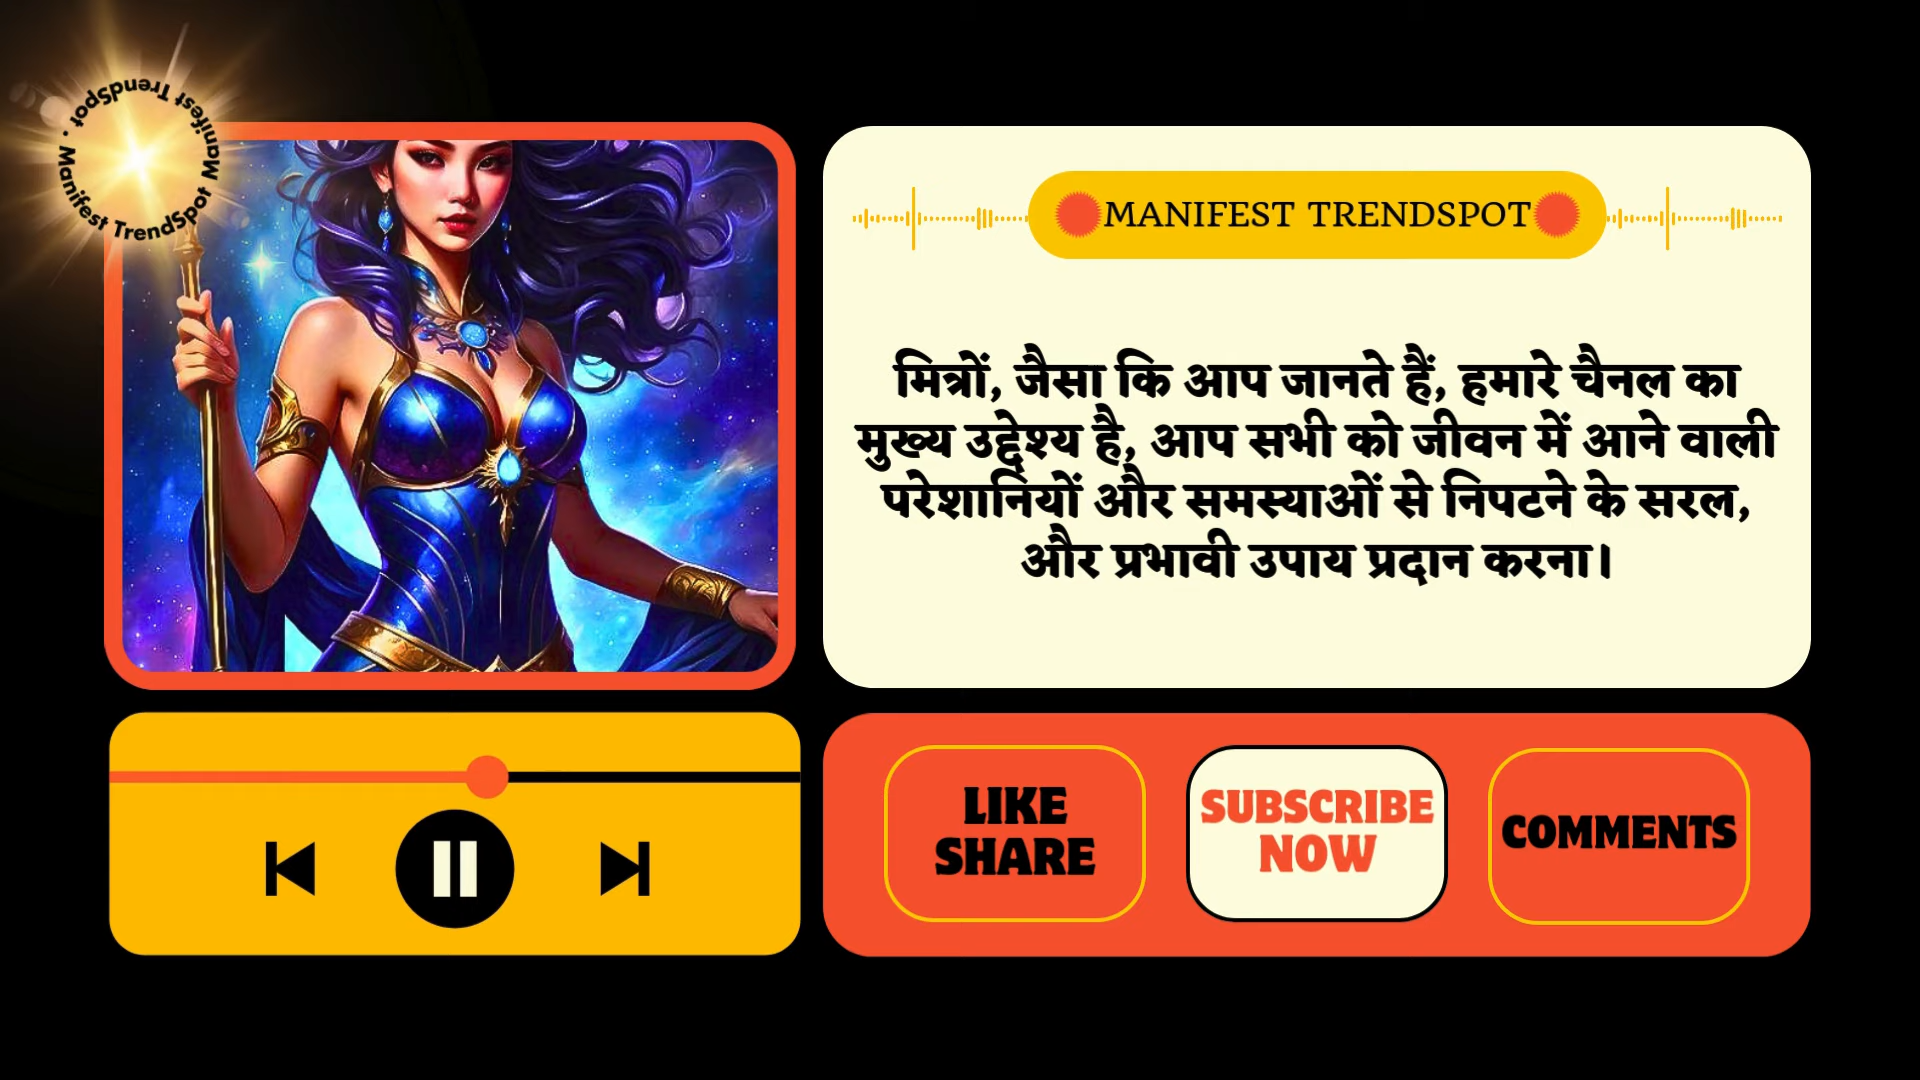 Manifest TrendSpot . Manifest TrendSpot .
MANIFEST TRENDSPOT
मित्रों, जैसा कि आप जानते हैं, हमारे चैनल का
मुख्य उद्देश्य है, आप सभी को जीवन में आने वाली
परेशानियों और समस्याओं से निपटने के सरल,
और प्रभावी उपाय प्रदान करना।
LIKE
SHARE
SUBSCRIBE
NOW
COMMENTS